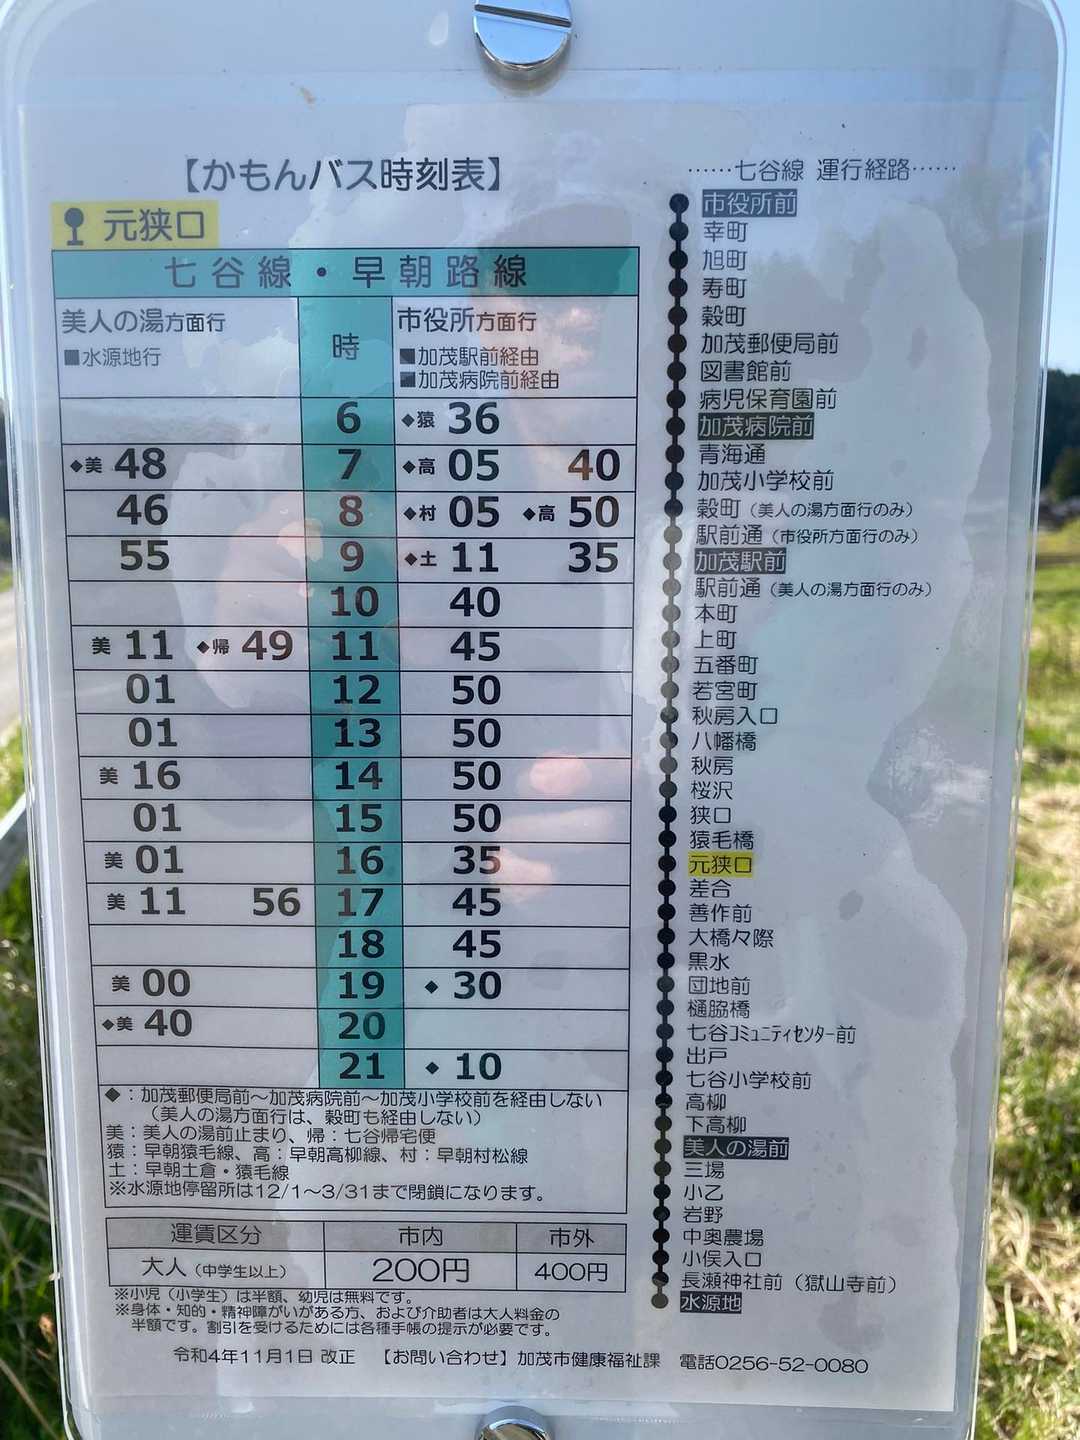 【かもんバス時刻表】
元狭口
七谷線・早朝路線
美人の湯方面行
■水源地行
時
市役所方面行
■加茂駅前経由
■加茂病院前経由
6 ◆猿 36
◆美 48 7 ◆高 05 40
46 8 ◆村 05 ◆高 50
55 9 ◆土 11 35
10 40
美 11 ◆帰 49 11 45
01 12 50
01 13 50
美 16 14 50
01 15 50
美 01 16 35
美 11 56 17 45
18 45
美 00 19 ◆ 30
◆美 40 20
21 ◆ 10
◆：加茂郵便局前～加茂病院前～加茂小学校前を経由しない
（美人の湯方面行は、穀町も経由しない）
美：美人の湯前止まり、帰：七谷帰宅便
猿：早朝猿毛線、高：早朝高柳線、村：早朝村松線
土：早朝土倉・猿毛線
※水源地停留所は12/1～3/31まで閉鎖になります。
運賃区分 市内 市外
大人（中学生以上） 200円 400円
※小児（小学生）は半額、幼児は無料です。
※身体・知的・精神障がいがある方、および介助者は大人料金の
半額です。割引を受けるためには各種手帳の提示が必要です。
……七谷線 運行経路……
市役所前
幸町
旭町
寿町
穀町
加茂郵便局前
図書館前
病児保育園前
加茂病院前
青海通
加茂小学校前
穀町（美人の湯方面行のみ）
駅前通（市役所方面行のみ）
加茂駅前
駅前通（美人の湯方面行のみ）
本町
上町
五番町
若宮町
秋房入口
八幡橋
秋房
桜沢
狭口
猿毛橋
元狭口
差合
善作前
大橋々際
黒水
団地前
樋脇橋
七谷ｺﾐｭﾆﾃｨｾﾝﾀｰ前
出戸
七谷小学校前
高柳
下高柳
美人の湯前
三場
小乙
岩野
中奥農場
小俣入口
長瀬神社前（獄山寺前）
水源地
令和4年11月1日 改正 【お問い合わせ】加茂市健康福祉課 電話0256-52-0080